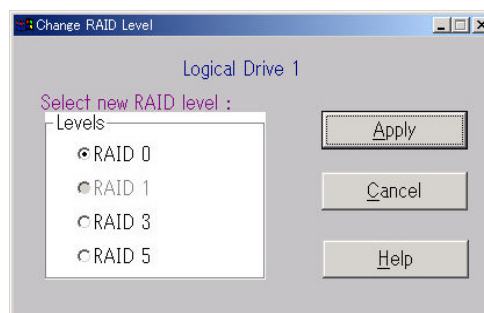 Change RAID Level
Logical Drive 1
Select new RAID level :
Levels
RAID 0
RAID 1
RAID 3
RAID 5
Apply
Cancel
Help